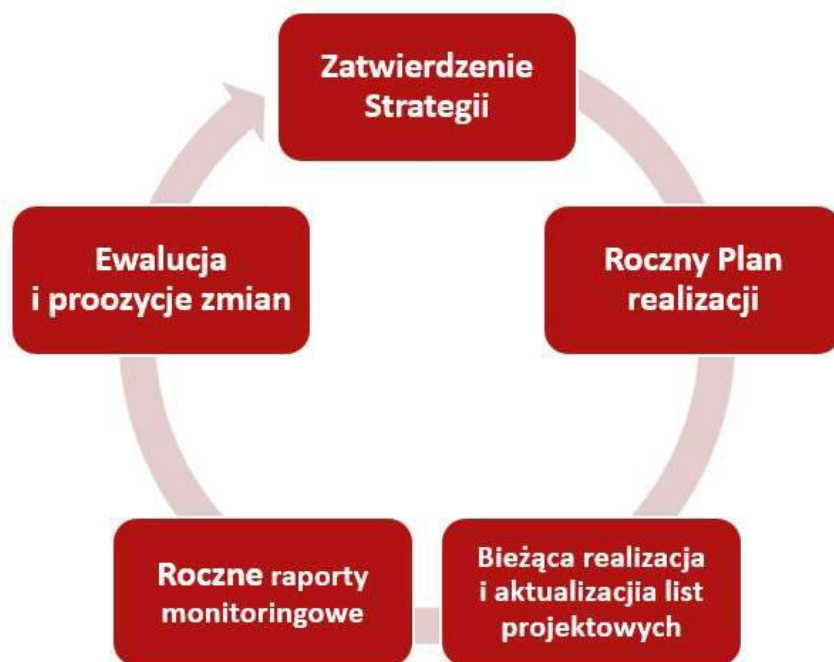 Zatwierdzenie
Strategii
Roczny Plan
realizacji
Bieżąca realizacja
i aktualizacjia list
projektowych
Roczne raporty
monitoringowe
Ewalucja
i proozycje zmian